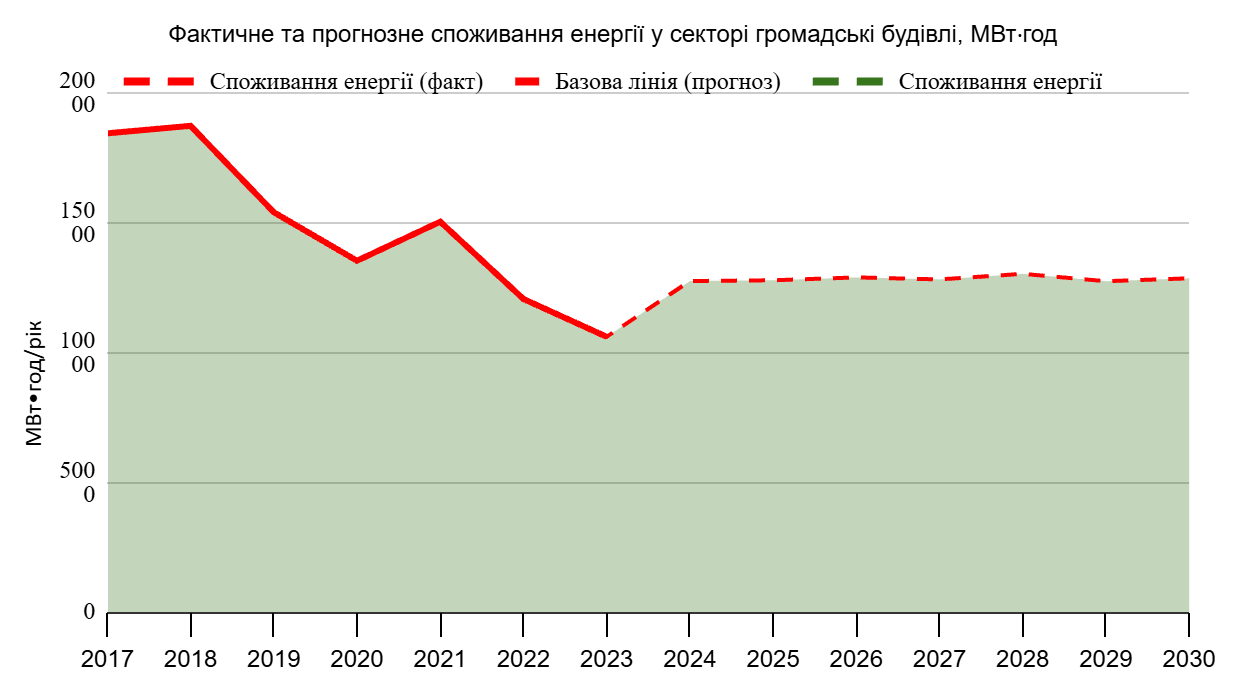 Фактичне та прогнозне споживання енергії у секторі громадські будівлі, МВт·год
Споживання енергії (факт) Базова лінія (прогноз) Споживання енергії
200
00
150
00
100
00
500
0
0
МВт•год/рік
2017 2018 2019 2020 2021 2022 2023 2024 2025 2026 2027 2028 2029 2030